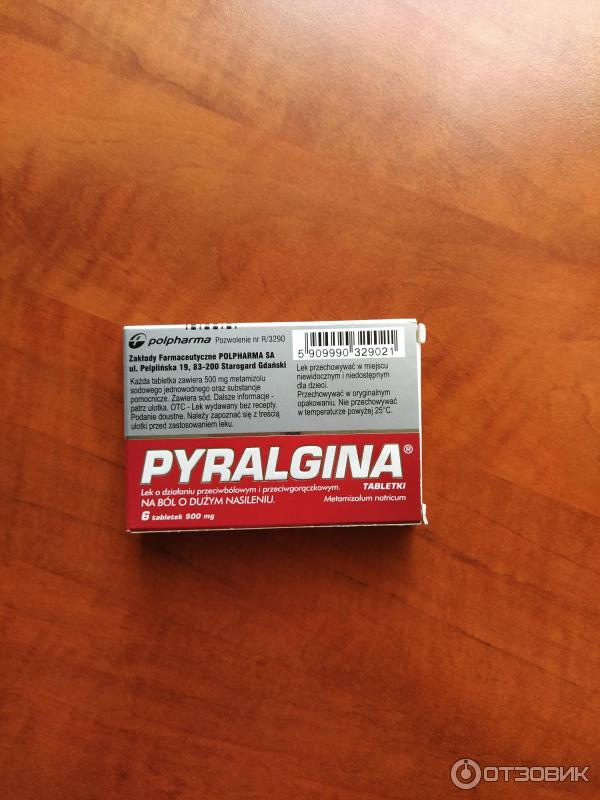 polpharma Pozwolenie nr R/3290
Zakłady Farmaceutyczne POLPHARMA SA
ul. Pelplińska 19, 83-200 Starogard Gdański
Każda tabletka zawiera 500 mg metamizolu
sodowego jednowodnego oraz substancje
pomocnicze. Zawiera sód. Dalsze informacje -
patrz ulotka. OTC - Lek wydawany bez recepty.
Podanie doustne. Należy zapoznać się z treścią
ulotki przed zastosowaniem leku.
5 909990 329021
Lek przechowywać w miejscu
niewidocznym i niedostępnym
dla dzieci.
Przechowywać w oryginalnym
opakowaniu. Nie przechowywać
w temperaturze powyżej 25°C.
PYRALGINA®
TABLETKI
Lek o działaniu przeciwbólowym i przeciwgorączkowym.
NA BÓL O DUŻYM NASILENIU.
Metamizolum natricum
6 tabletek 500 mg
ОТЗОВИК